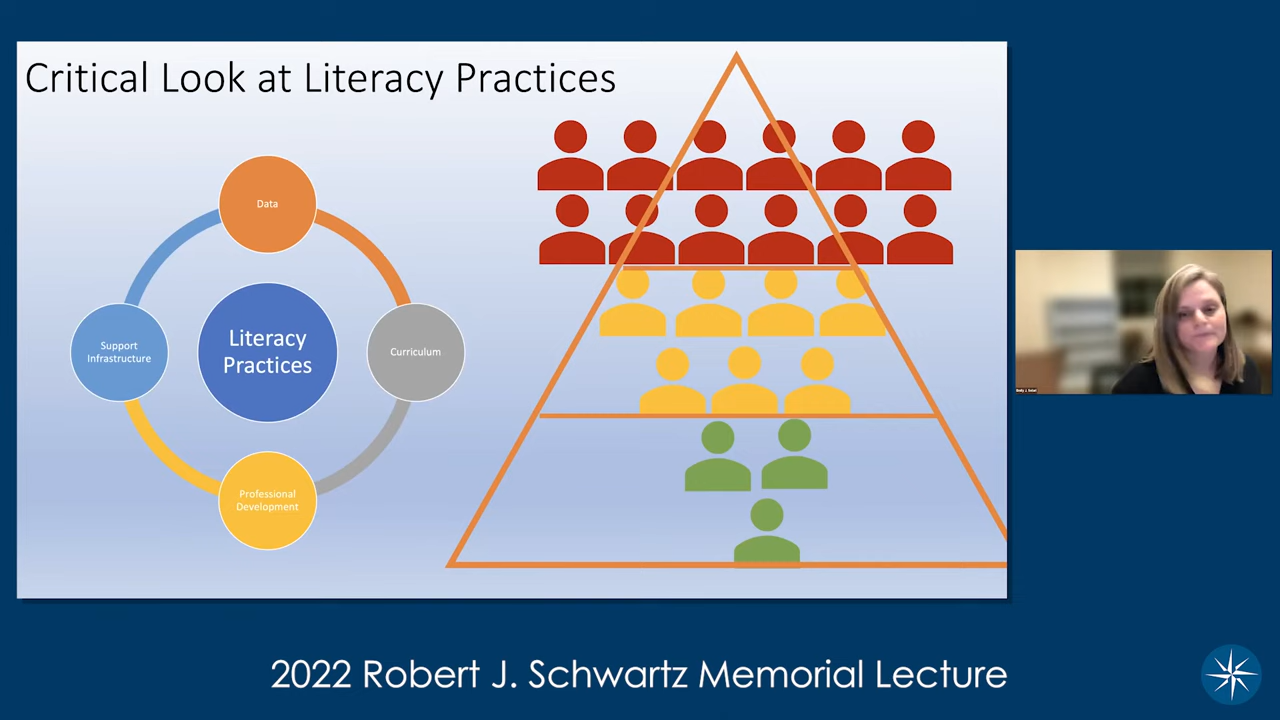 Critical Look at Literacy Practices
Data
Literacy
Practices
Support
Infrastructure
Curriculum
Professional
Development
2022 Robert J. Schwartz Memorial Lecture